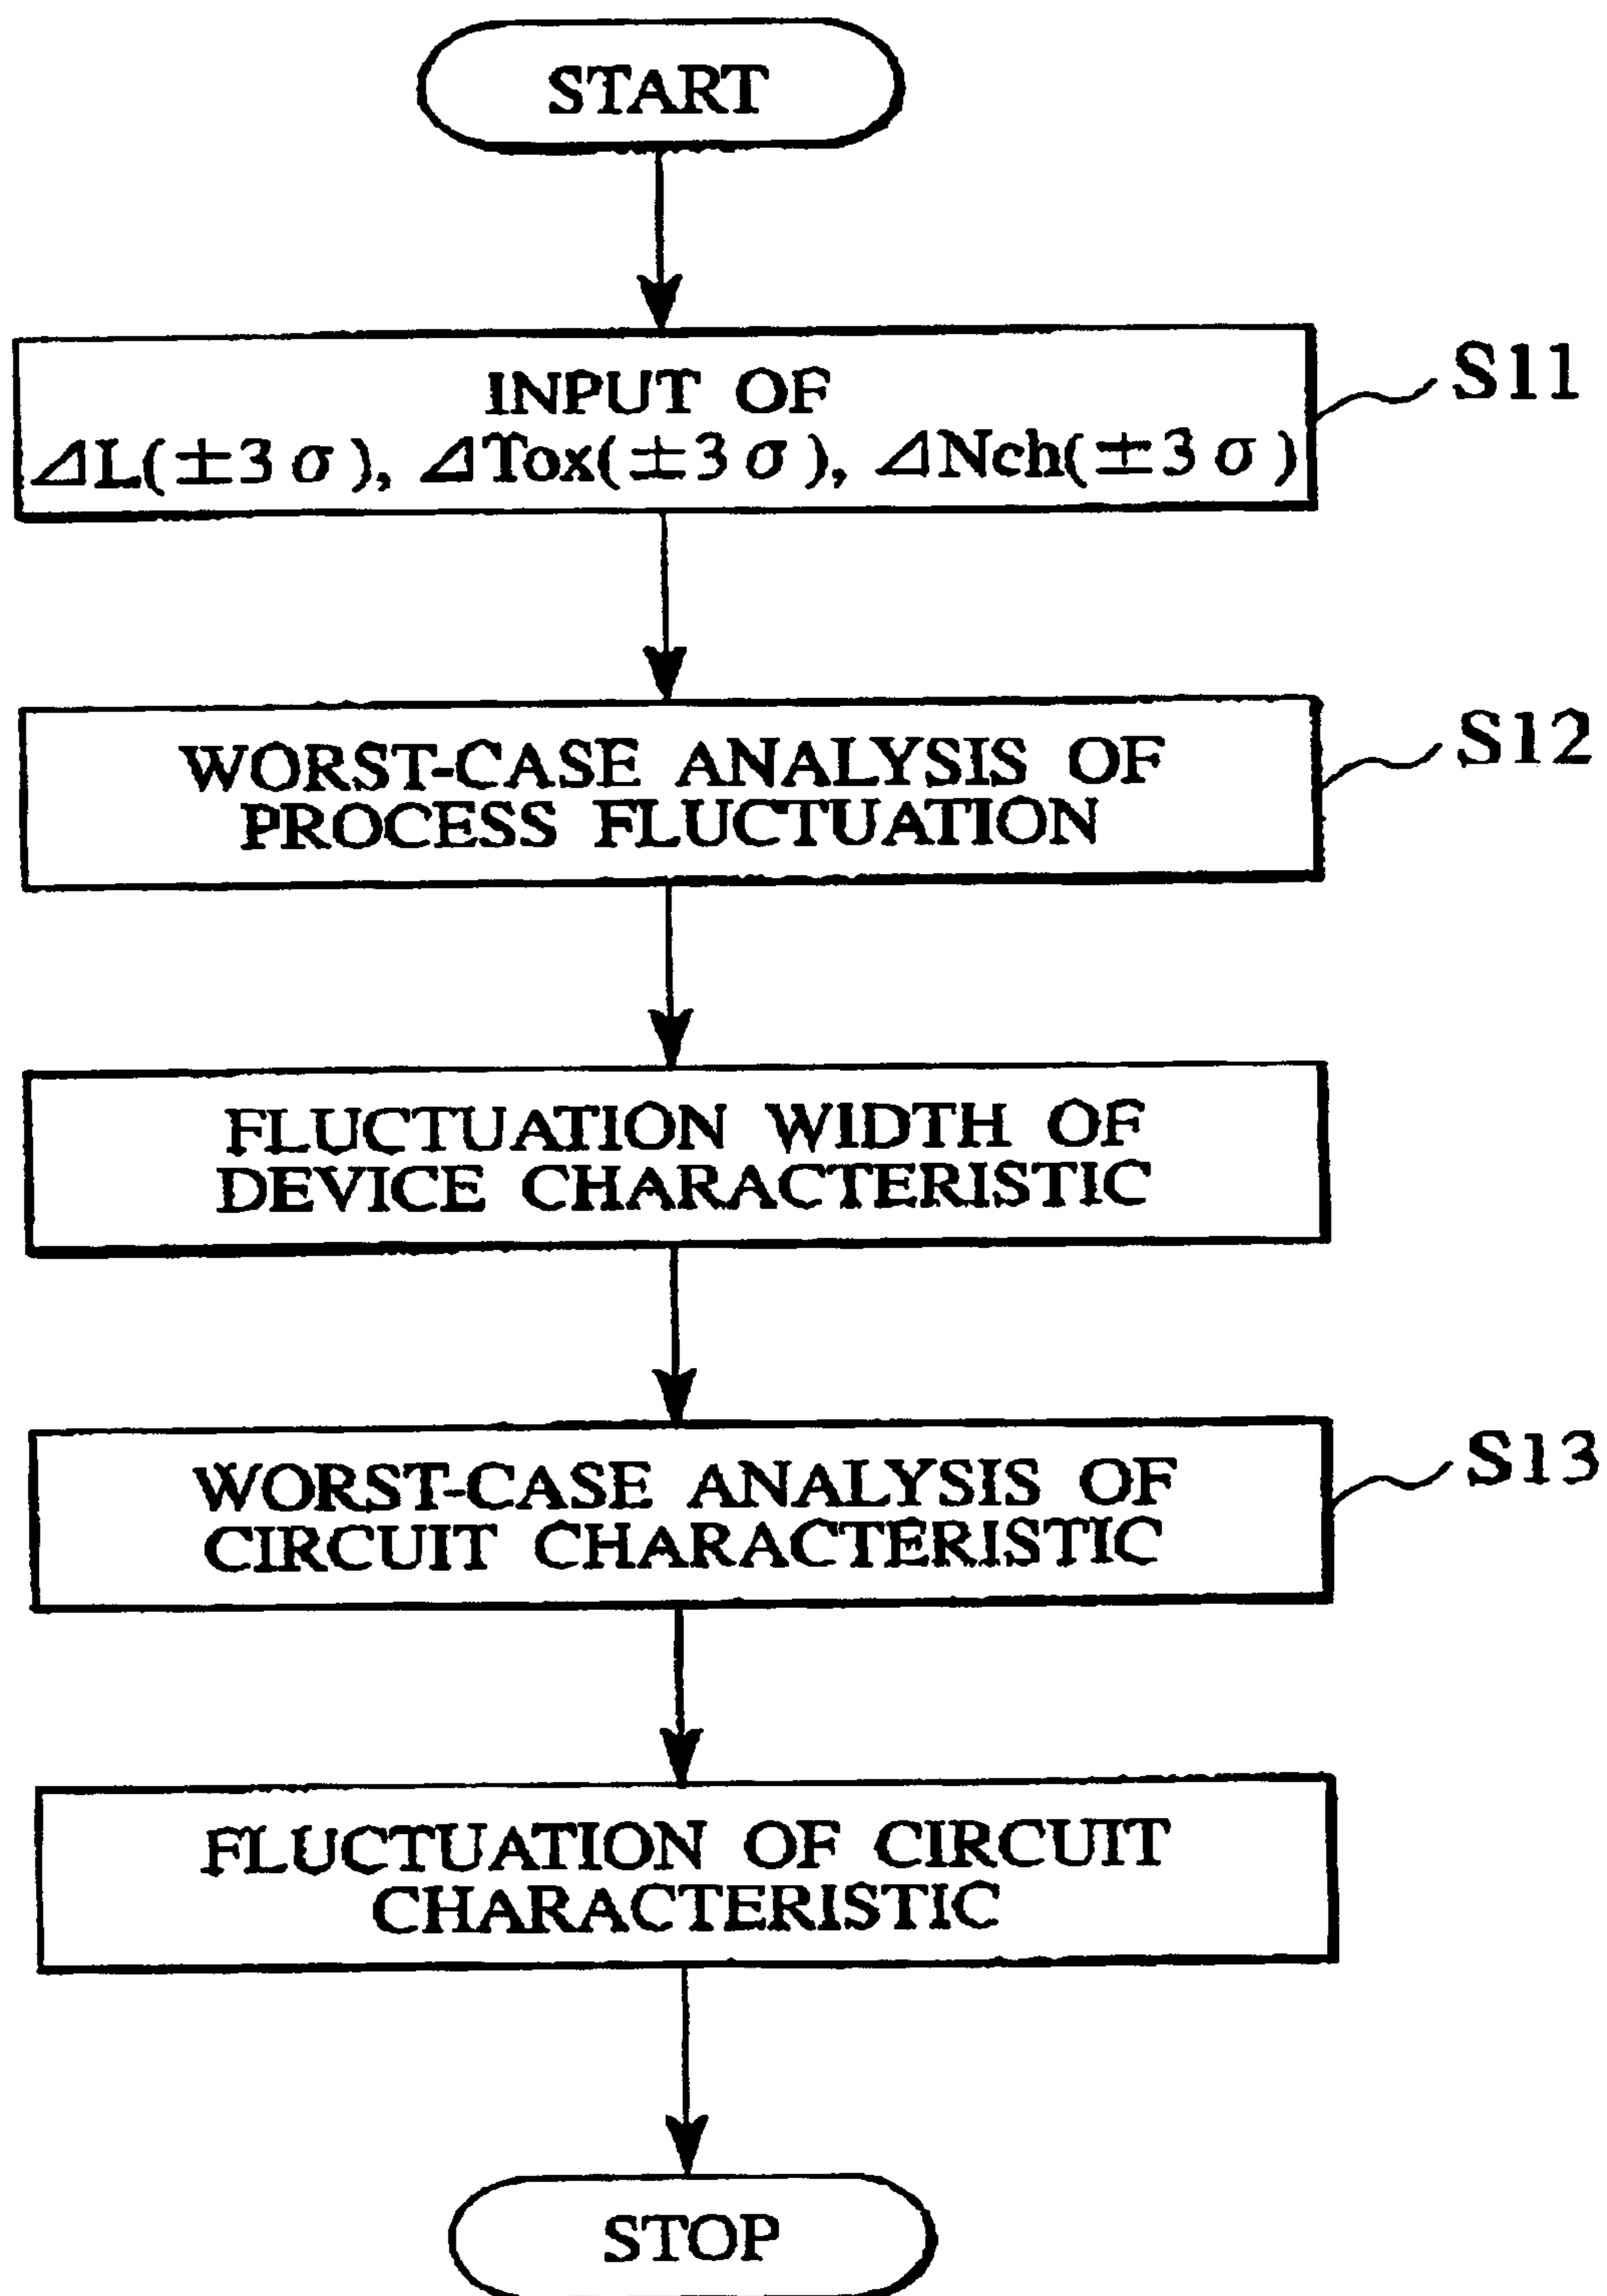 START
INPUT OF
⊿L(±3σ), ⊿Tox(±3σ), ⊿Nch(±3σ)
S11
WORST-CASE ANALYSIS OF
PROCESS FLUCTUATION
S12
FLUCTUATION WIDTH OF
DEVICE CHARACTERISTIC
WORST-CASE ANALYSIS OF
CIRCUIT CHARACTERISTIC
S13
FLUCTUATION OF CIRCUIT
CHARACTERISTIC
STOP